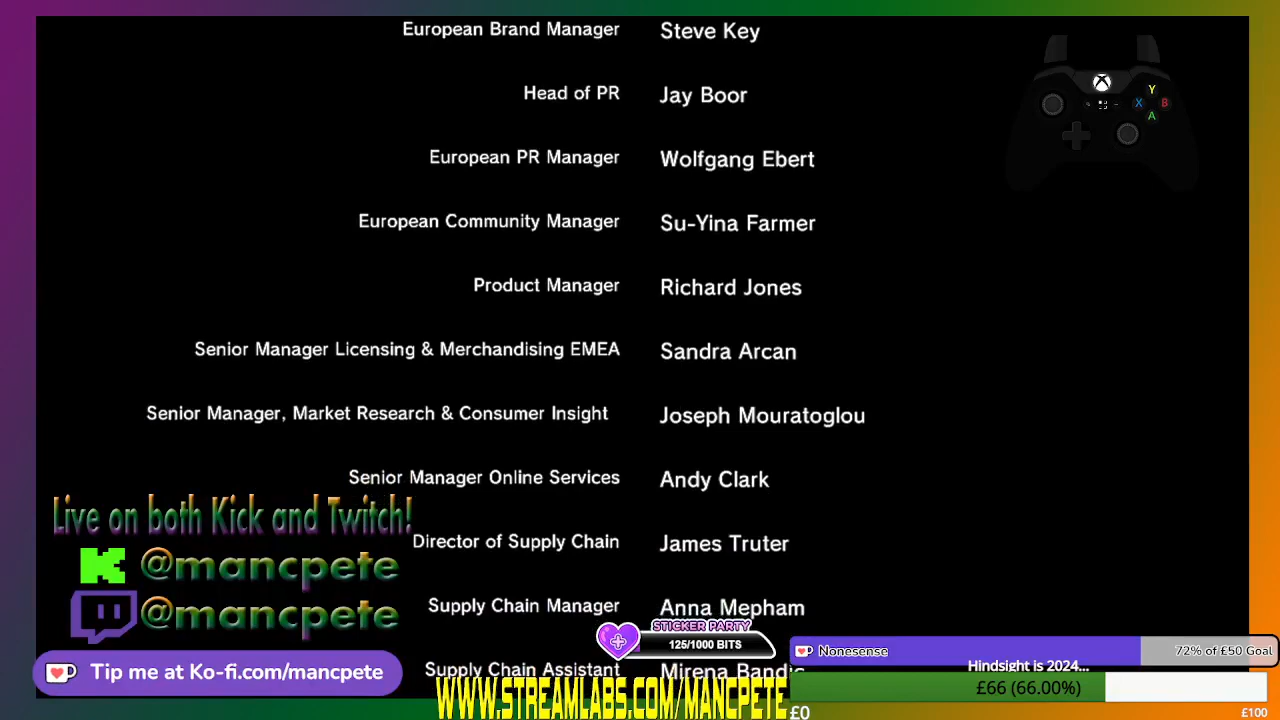 European Brand Manager Steve Key
Head of PR Jay Boor
European PR Manager Wolfgang Ebert
European Community Manager Su-Yina Farmer
Product Manager Richard Jones
Senior Manager Licensing & Merchandising EMEA Sandra Arcan
Senior Manager, Market Research & Consumer Insight Joseph Mouratoglou
Senior Manager Online Services Andy Clark
Director of Supply Chain James Truter
Supply Chain Manager Anna Mepham
Supply Chain Assistant Mirena
Y
X B
A
Live on both Kick and Twitch!
K @mancpete
@mancpete
Tip me at Ko-fi.com/mancpete
STICKER PARTY
125/1000 BITS
WWW.STREAMLABS.COM/MANCPETE
Nonesense 72% of £50 Goal
Hindsight is 2024...
£66 (66.00%)
£0 £100